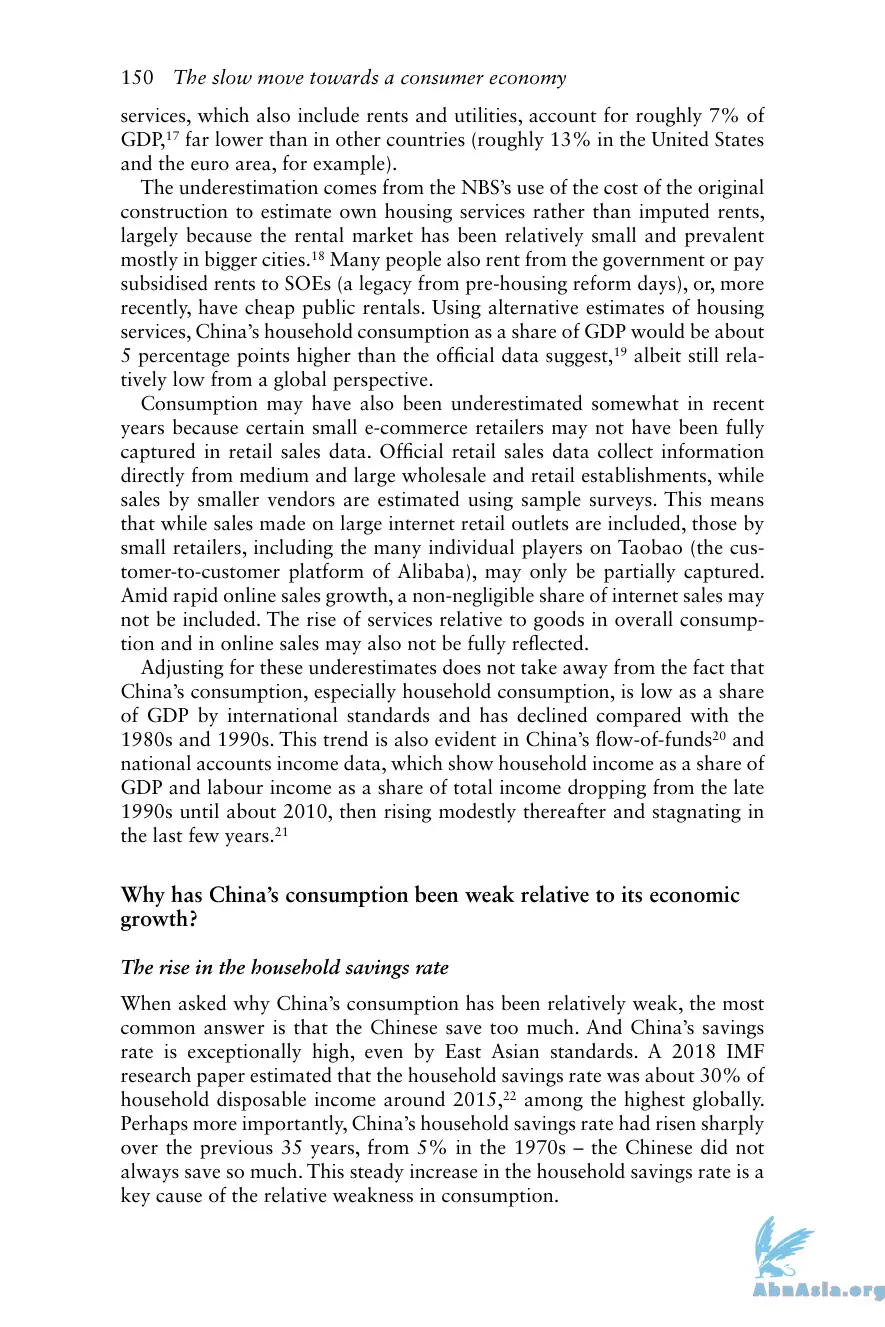 150 The slow move towards a consumer economy
services, which also include rents and utilities, account for roughly 7% of
GDP,17 far lower than in other countries (roughly 13% in the United States
and the euro area, for example).
The underestimation comes from the NBS’s use of the cost of the original
construction to estimate own housing services rather than imputed rents,
largely because the rental market has been relatively small and prevalent
mostly in bigger cities.18 Many people also rent from the government or pay
subsidised rents to SOEs (a legacy from pre-housing reform days), or, more
recently, have cheap public rentals. Using alternative estimates of housing
services, China’s household consumption as a share of GDP would be about
5 percentage points higher than the official data suggest,19 albeit still rela-
tively low from a global perspective.
Consumption may have also been underestimated somewhat in recent
years because certain small e-commerce retailers may not have been fully
captured in retail sales data. Official retail sales data collect information
directly from medium and large wholesale and retail establishments, while
sales by smaller vendors are estimated using sample surveys. This means
that while sales made on large internet retail outlets are included, those by
small retailers, including the many individual players on Taobao (the cus-
tomer-to-customer platform of Alibaba), may only be partially captured.
Amid rapid online sales growth, a non-negligible share of internet sales may
not be included. The rise of services relative to goods in overall consump-
tion and in online sales may also not be fully reflected.
Adjusting for these underestimates does not take away from the fact that
China’s consumption, especially household consumption, is low as a share
of GDP by international standards and has declined compared with the
1980s and 1990s. This trend is also evident in China’s flow-of-funds20 and
national accounts income data, which show household income as a share of
GDP and labour income as a share of total income dropping from the late
1990s until about 2010, then rising modestly thereafter and stagnating in
the last few years.21
Why has China’s consumption been weak relative to its economic
growth?
The rise in the household savings rate
When asked why China’s consumption has been relatively weak, the most
common answer is that the Chinese save too much. And China’s savings
rate is exceptionally high, even by East Asian standards. A 2018 IMF
research paper estimated that the household savings rate was about 30% of
household disposable income around 2015,22 among the highest globally.
Perhaps more importantly, China’s household savings rate had risen sharply
over the previous 35 years, from 5% in the 1970s – the Chinese did not
always save so much. This steady increase in the household savings rate is a
key cause of the relative weakness in consumption.
AbnAsia.org